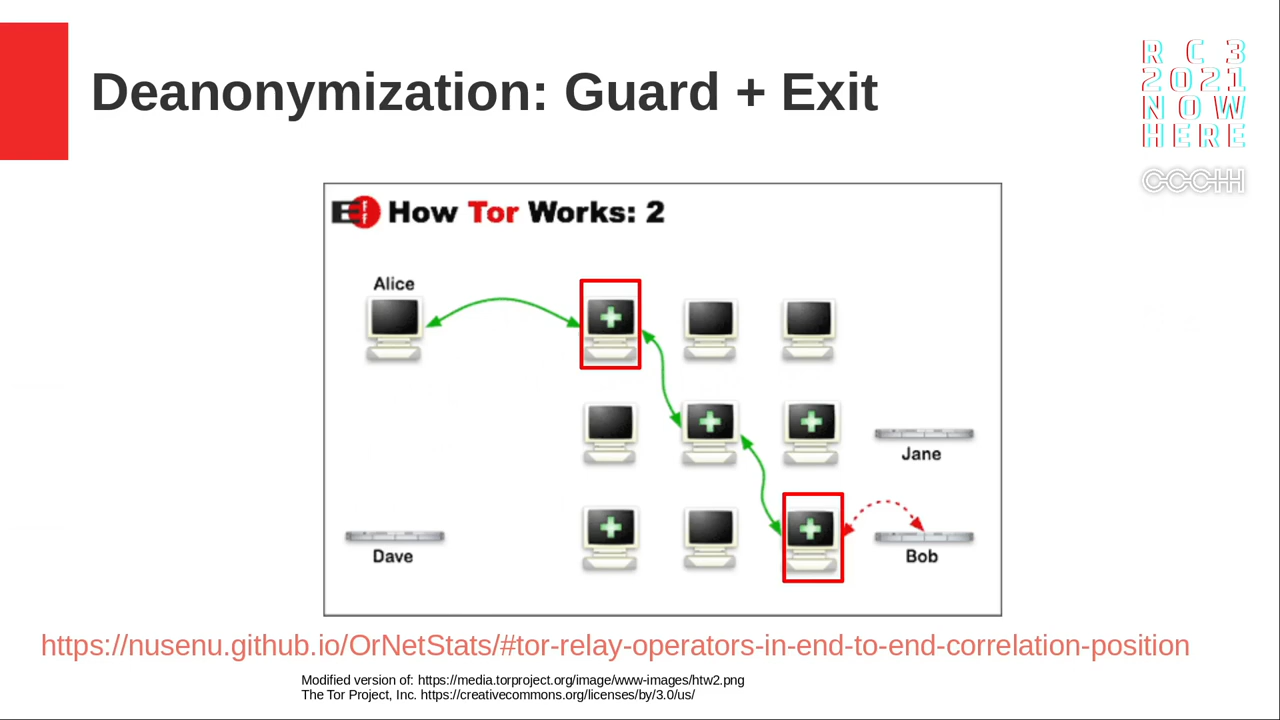 Deanonymization: Guard + Exit
R C 3
2021
NOW
HERE
CCCHH
EFF How Tor Works: 2
Alice
Jane
Dave
Bob
https://nusenu.github.io/OrNetStats/#tor-relay-operators-in-end-to-end-correlation-position
Modified version of: https://media.torproject.org/image/www-images/htw2.png
The Tor Project, Inc. https://creativecommons.org/licenses/by/3.0/us/